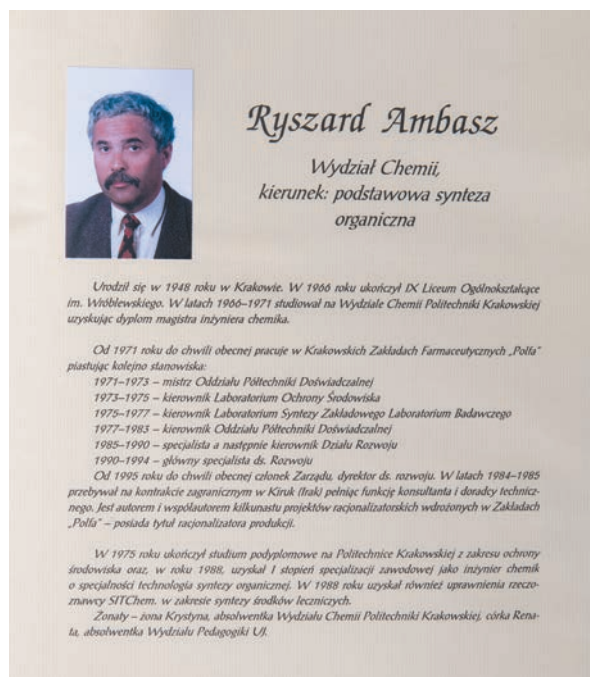 Ryszard Ambasz
Wydział Chemii,
kierunek: podstawowa synteza
organiczna
Urodził się w 1948 roku w Krakowie. W 1966 roku ukończył IX Liceum Ogólnokształcące
im. Wróblewskiego. W latach 1966–1971 studiował na Wydziale Chemii Politechniki Krakowskiej
uzyskując dyplom magistra inżyniera chemika.
Od 1971 roku do chwili obecnej pracuje w Krakowskich Zakładach Farmaceutycznych „Polfa”
piastując kolejno stanowiska:
1971–1973 – mistrz Oddziału Półtechniki Doświadczalnej
1973–1975 – kierownik Laboratorium Ochrony Środowiska
1975–1977 – kierownik Laboratorium Syntezy Zakładowego Laboratorium Badawczego
1977–1983 – kierownik Oddziału Półtechniki Doświadczalnej
1985–1990 – specjalista a następnie kierownik Działu Rozwoju
1990–1994 – główny specjalista ds. Rozwoju
Od 1995 roku do chwili obecnej członek Zarządu, dyrektor ds. rozwoju. W latach 1984–1985
przebywał na kontrakcie zagranicznym w Kiruk (Irak) pełniąc funkcję konsultanta i doradcy technicz-
nego. Jest autorem i współautorem kilkunastu projektów racjonalizatorskich wdrożonych w Zakładach
„Polfa” – posiada tytuł racjonalizatora produkcji.
W 1975 roku ukończył studium podyplomowe na Politechnice Krakowskiej z zakresu ochrony
środowiska oraz, w roku 1988, uzyskał I stopień specjalizacji zawodowej jako inżynier chemik
o specjalności technologia syntezy organicznej. W 1988 roku uzyskał również uprawnienia rzeczo-
znawcy SITChem. w zakresie syntezy środków leczniczych.
Żonaty – żona Krystyna, absolwentka Wydziału Chemii Politechniki Krakowskiej, córka Rena-
ta, absolwentka Wydziału Pedagogiki UJ.